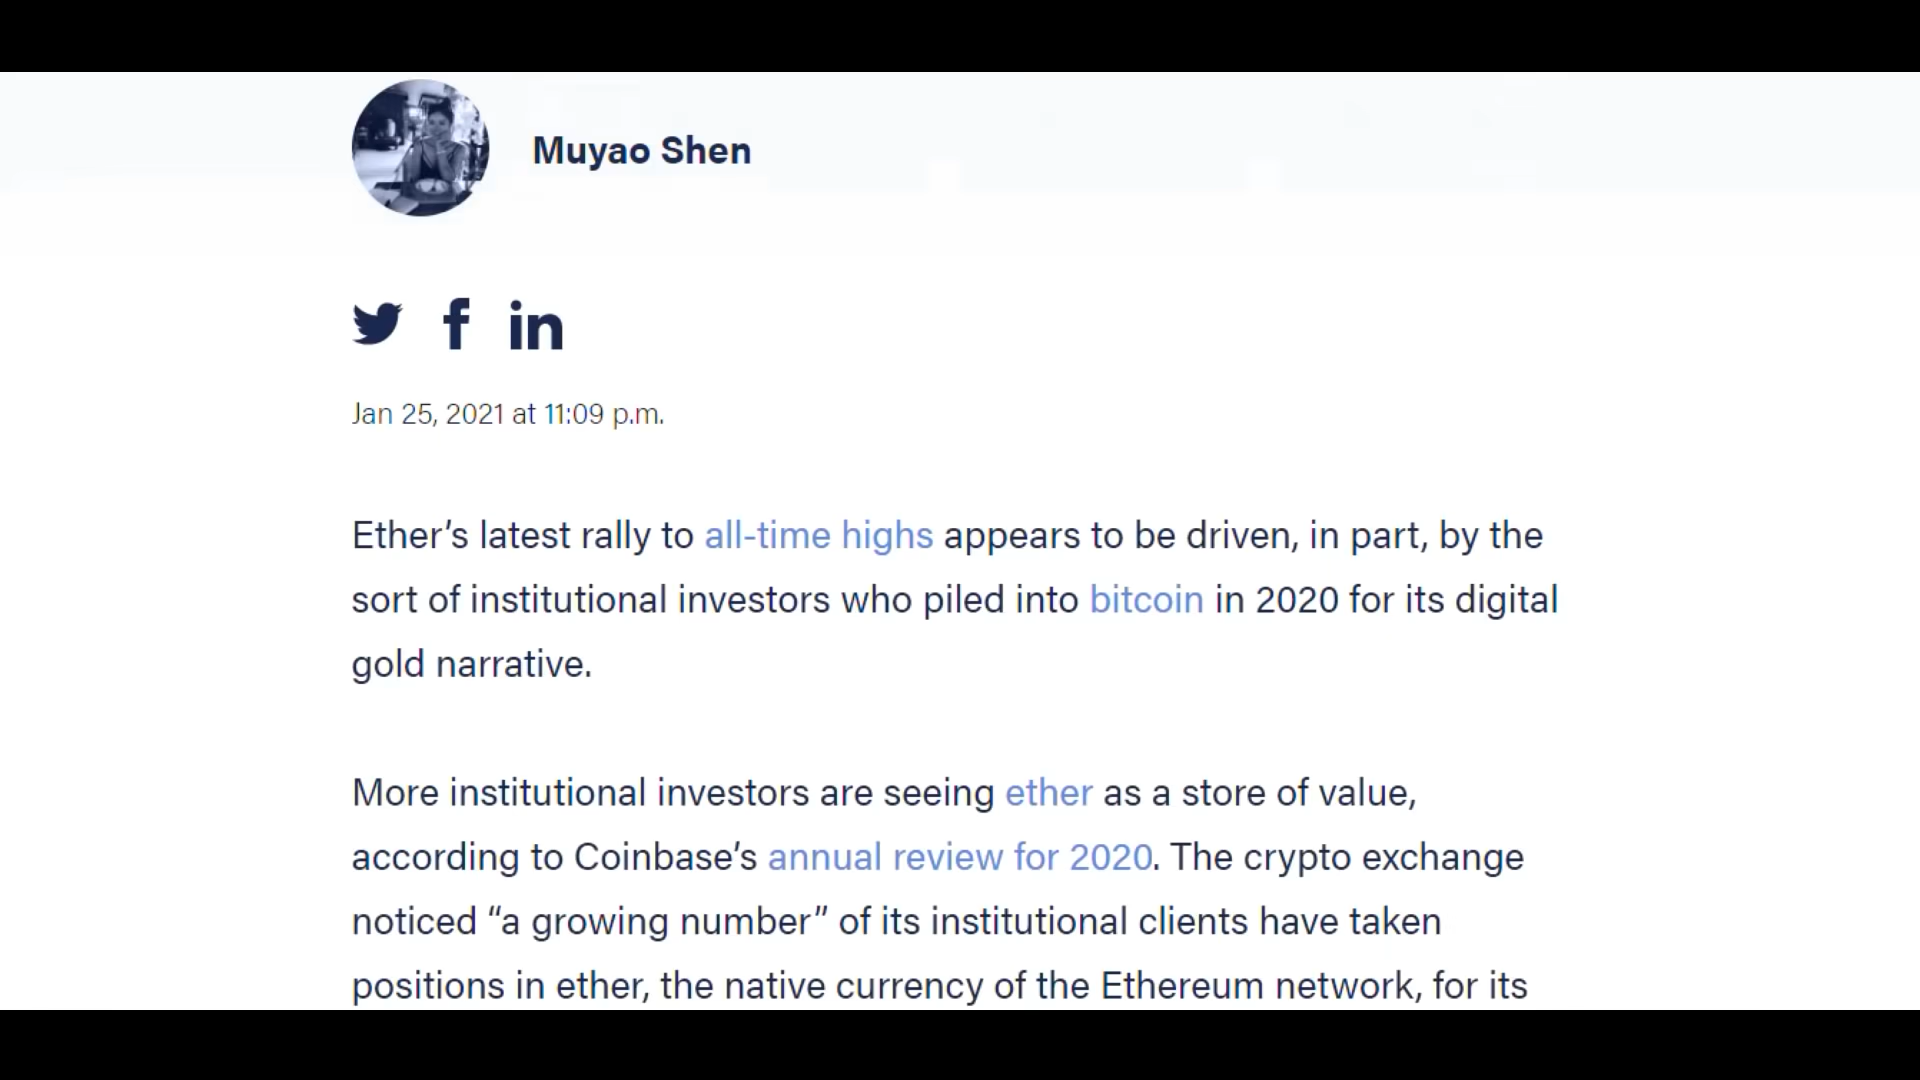 Muyao Shen
Jan 25, 2021 at 11:09 p.m.
Ether’s latest rally to all-time highs appears to be driven, in part, by the
sort of institutional investors who piled into bitcoin in 2020 for its digital
gold narrative.
More institutional investors are seeing ether as a store of value,
according to Coinbase’s annual review for 2020. The crypto exchange
noticed “a growing number” of its institutional clients have taken
positions in ether, the native currency of the Ethereum network, for its